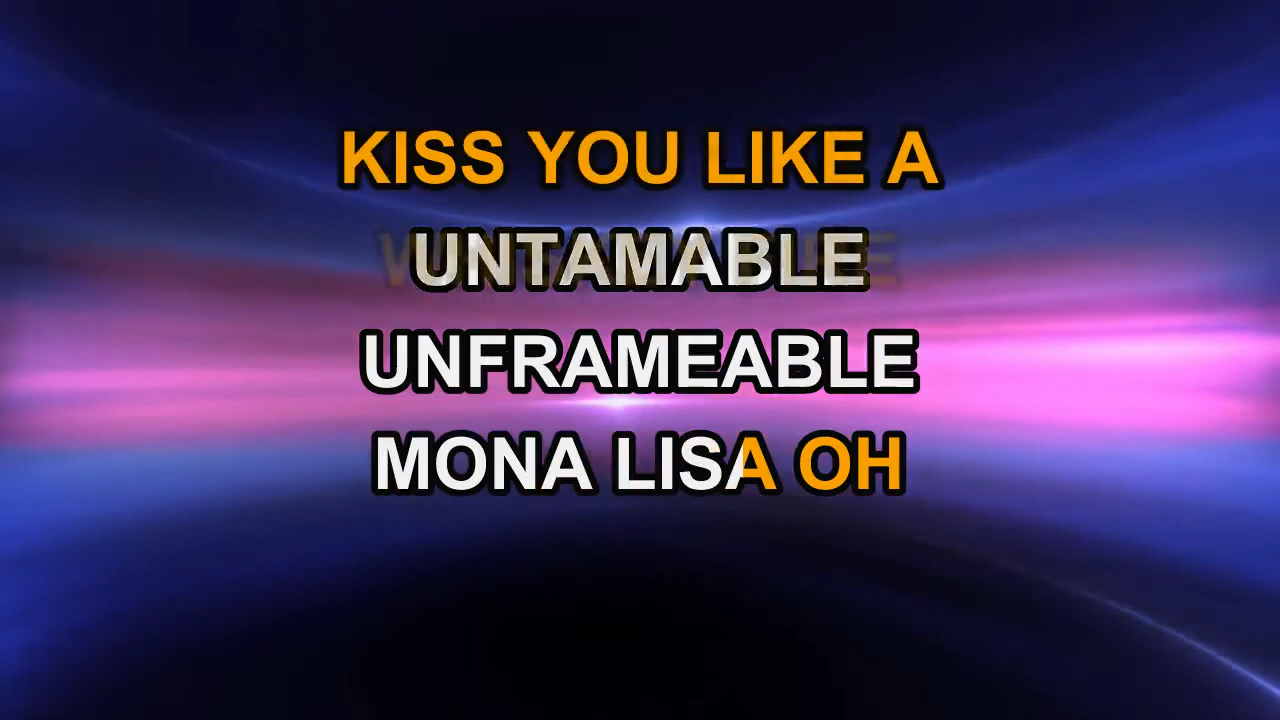 KISS YOU LIKE A
UNTAMABLE
UNFRAMEABLE
MONA LISA OH